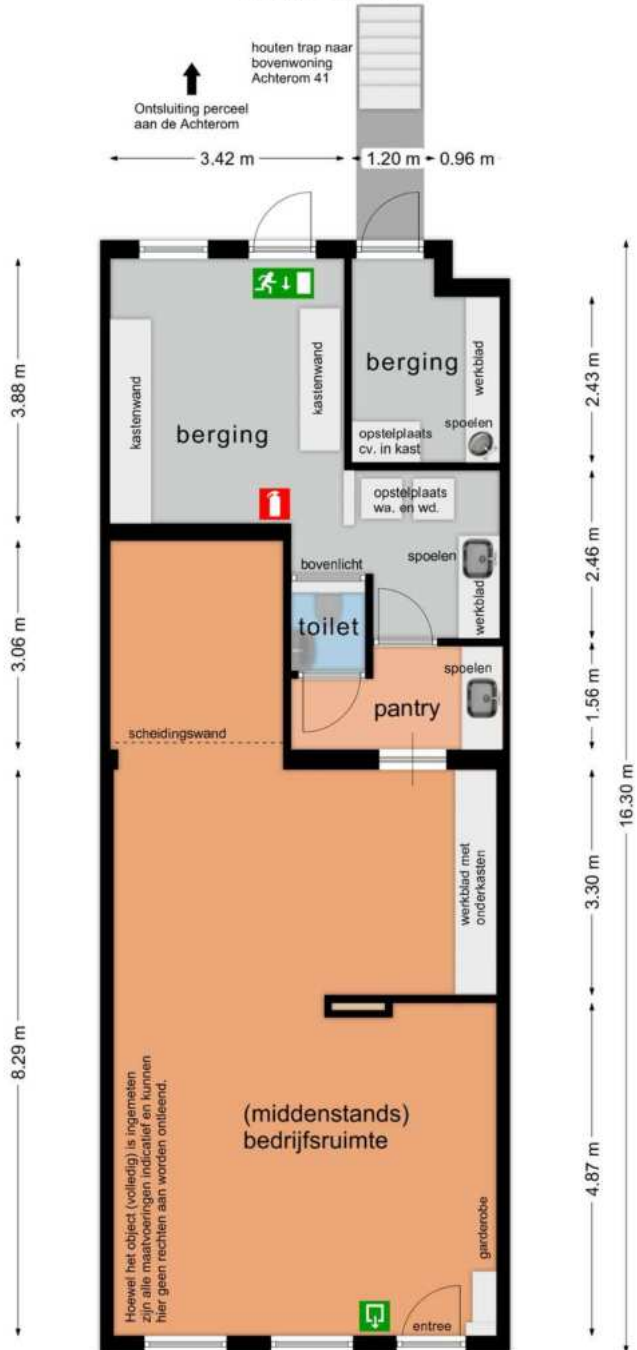 houten trap naar
bovenwoning
Achterom 41
Ontsluiting perceel
aan de Achterom
3.42 m
1.20 m
0.96 m
3.88 m
kastenwand
berging
kastenwand
berging
werkblad
spoelen
opstelplaats
cv. in kast
2.43 m
opstelplaats
wa. en wd.
spoelen
werkblad
2.46 m
bovenlicht
toilet
3.06 m
spoelen
pantry
1.56 m
scheidingswand
16.30 m
werkblad met
onderkasten
3.30 m
8.29 m
Hoewel het object (volledig) is ingemeten
zijn alle maatvoeringen indicatief en kunnen
hier geen rechten aan worden ontleend.
(middenstands)
bedrijfsruimte
4.87 m
garderobe
entree